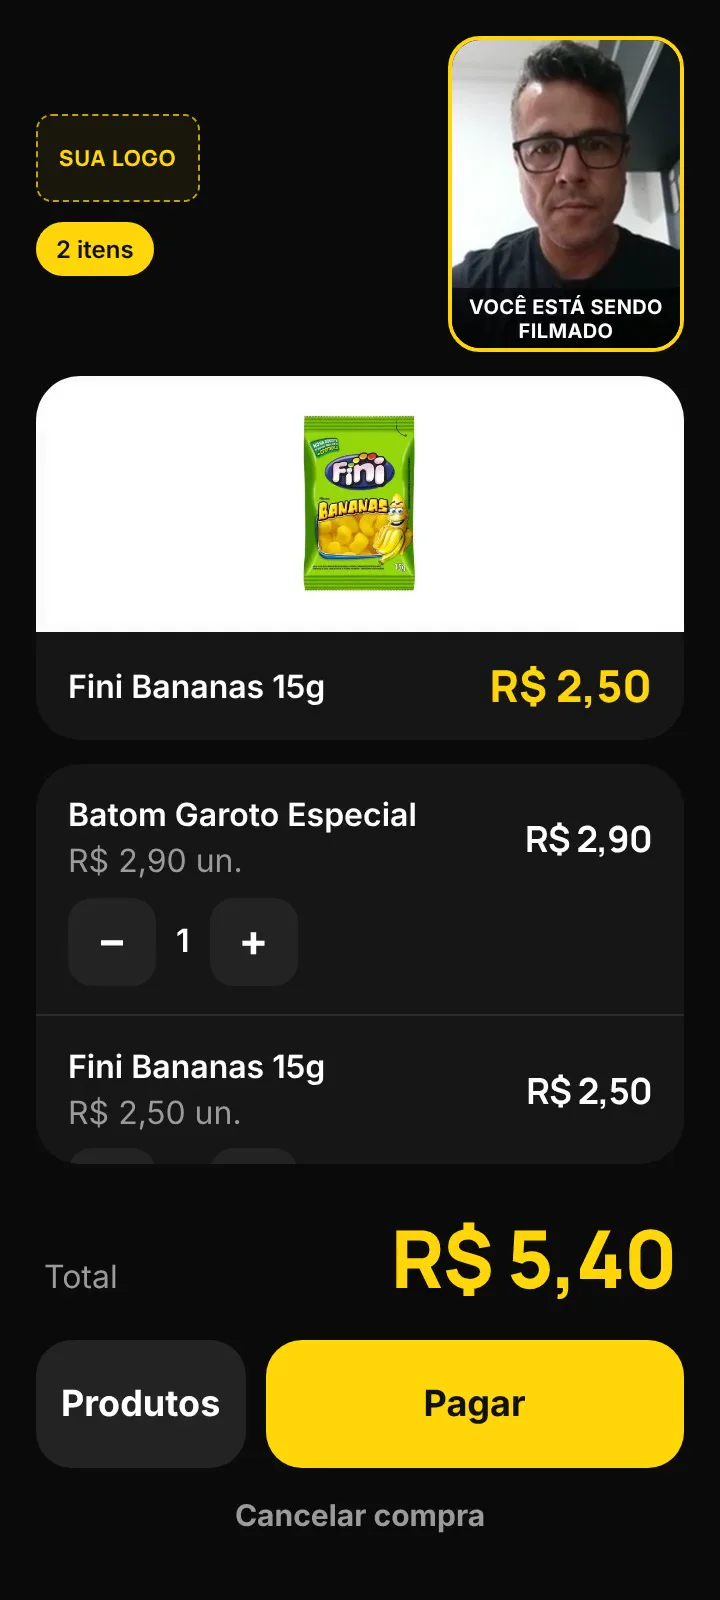 SUA LOGO
2 itens
VOCÊ ESTÁ SENDO
FILMADO
Fini
BANANAS
15g
Fini Bananas 15g
R$ 2,50
Batom Garoto Especial
R$ 2,90 un.
R$ 2,90
− 1 +
Fini Bananas 15g
R$ 2,50 un.
R$ 2,50
Total
R$ 5,40
Produtos
Pagar
Cancelar compra